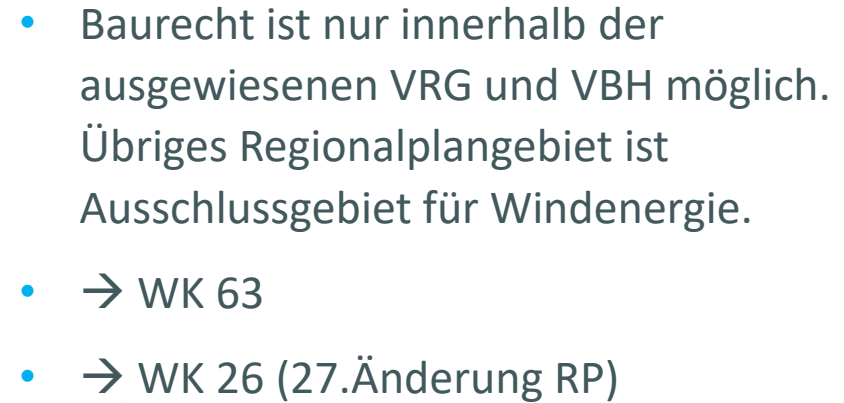 • Baurecht ist nur innerhalb der
ausgewiesenen VRG und VBH möglich.
Übriges Regionalplangebiet ist
Ausschlussgebiet für Windenergie.
• → WK 63
• → WK 26 (27.Änderung RP)